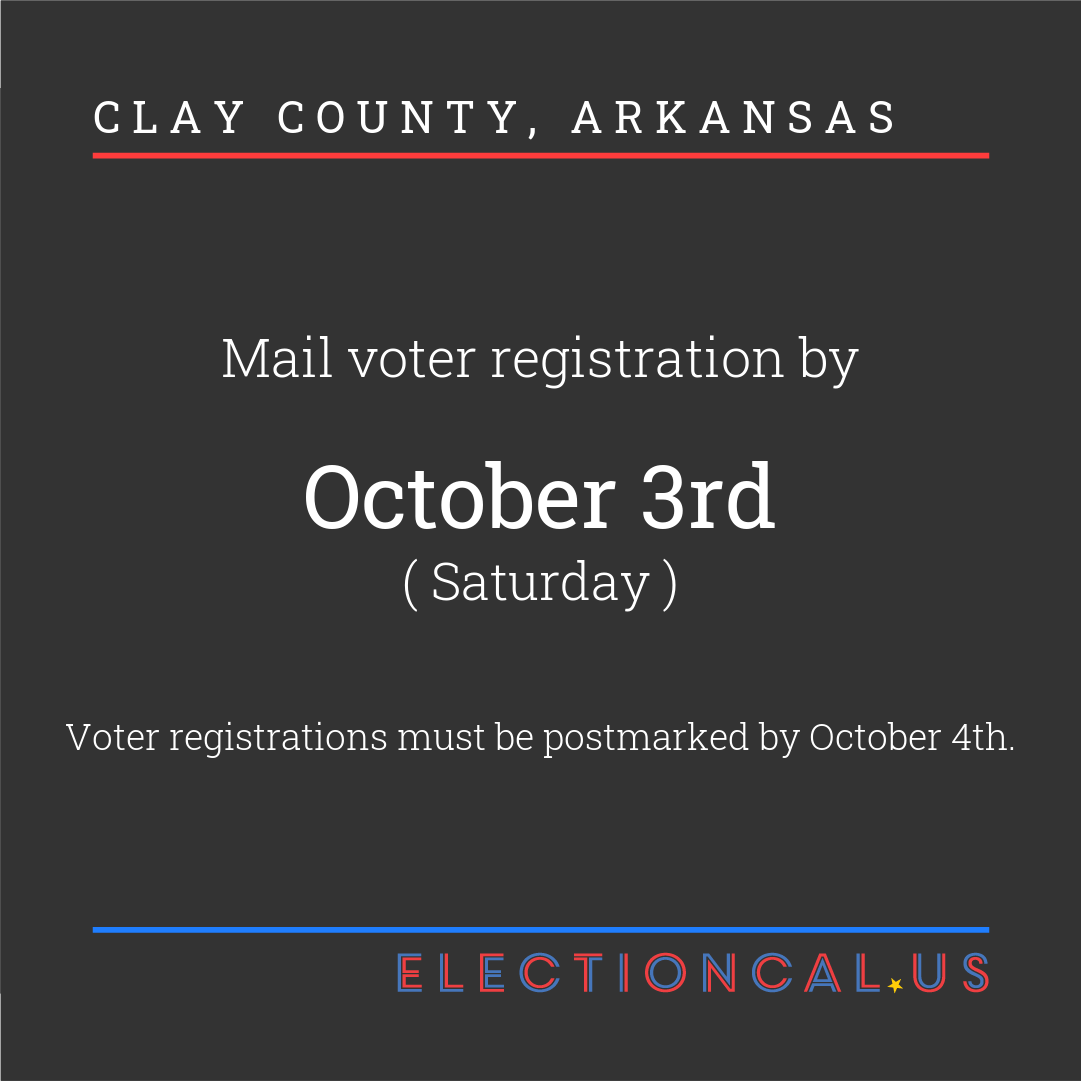 CLAY COUNTY, ARKANSAS
Mail voter registration by
October 3rd
( Saturday )
Voter registrations must be postmarked by October 4th.
ELECTIONCAL.US